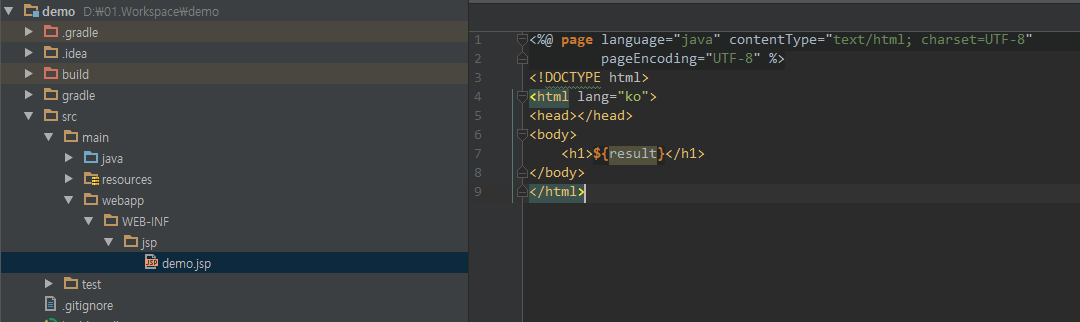 demo D:₩01.Workspace₩demo
.gradle
.idea
build
gradle
src
main
java
resources
webapp
WEB-INF
jsp
demo.jsp
test
.gitignore
1 <%@ page language="java" contentType="text/html; charset=UTF-8"
2 pageEncoding="UTF-8" %>
3 <!DOCTYPE html>
4 <html lang="ko">
5 <head></head>
6 <body>
7 <h1>${result}</h1>
8 </body>
9 </html>